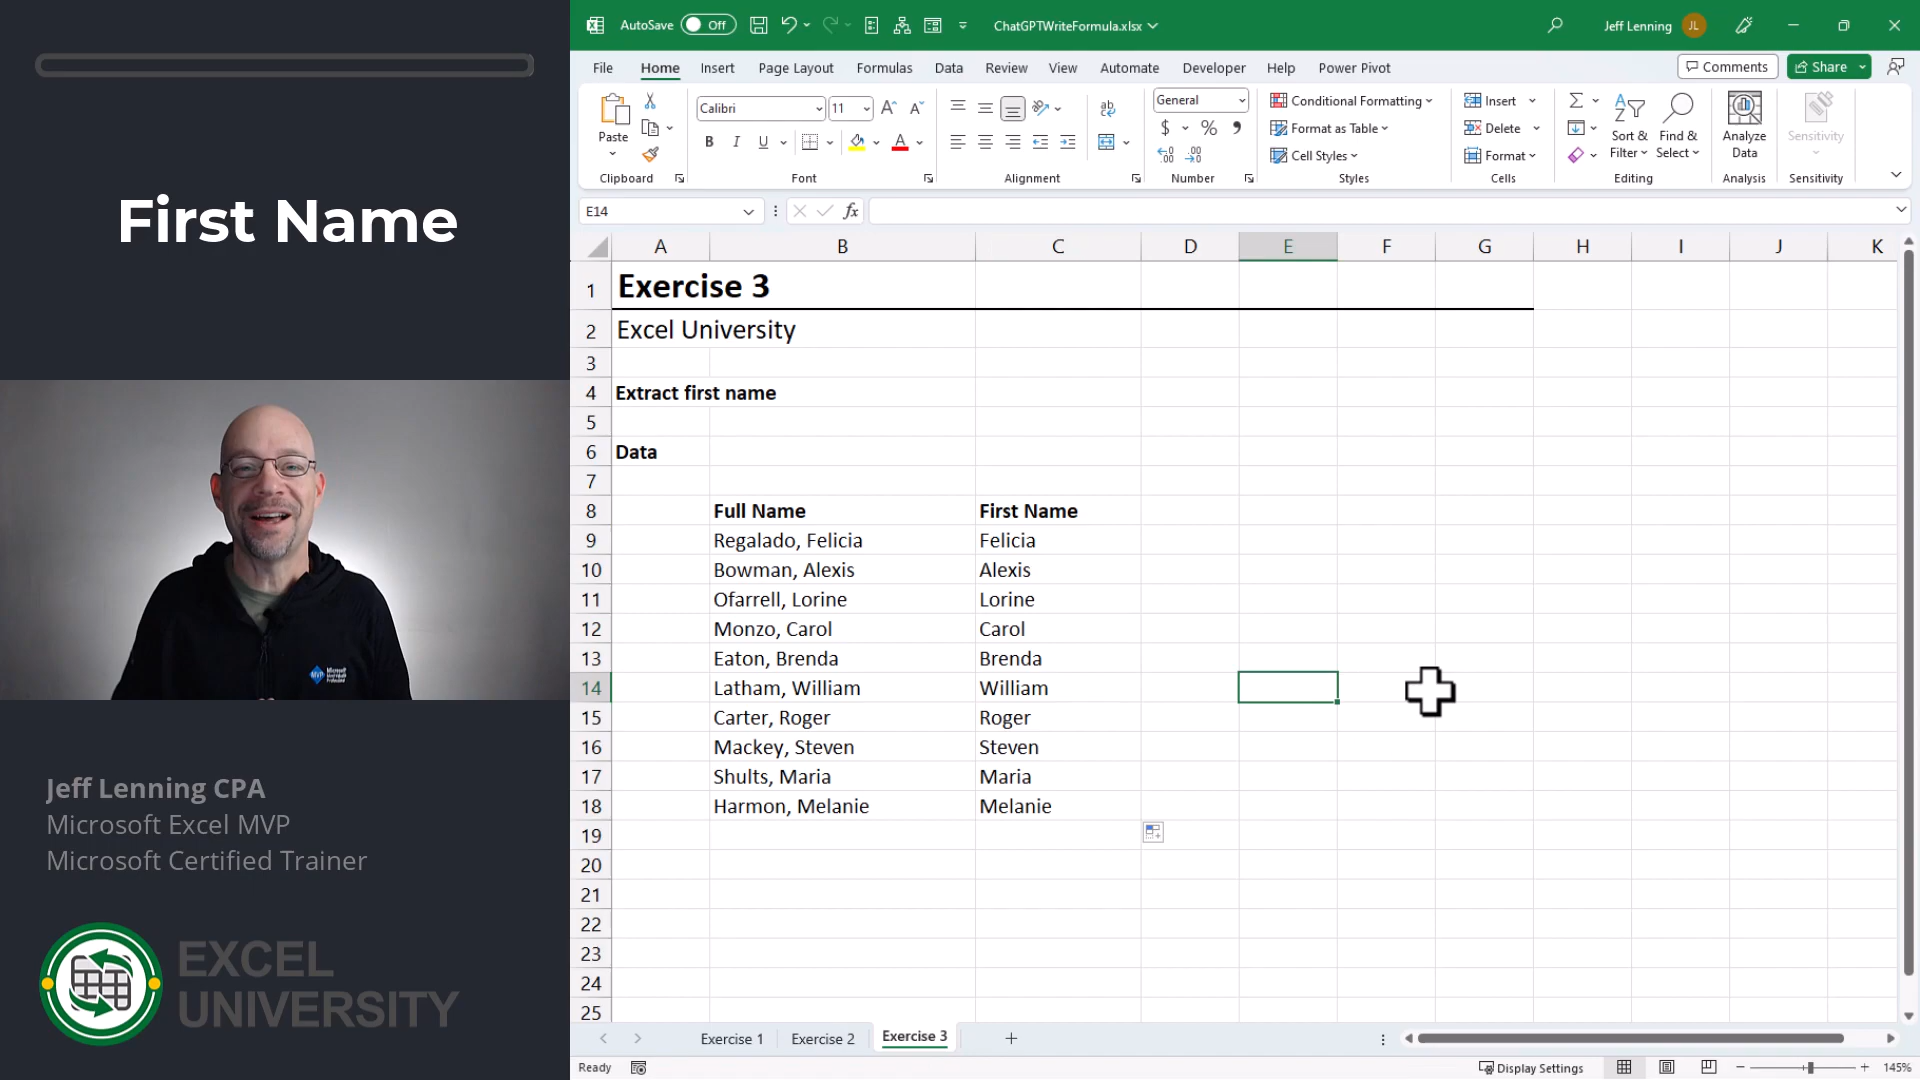 First Name
Jeff Lenning CPA
Microsoft Excel MVP
Microsoft Certified Trainer
EXCEL
UNIVERSITY
AutoSave Off
ChatGPTWriteFormula.xlsx
Jeff Lenning JL
File Home Insert Page Layout Formulas Data Review View Automate Developer Help Power Pivot
Comments Share
Paste
Clipboard
Calibri 11
B I U
Font
Alignment
General
$ % ,
Number
Conditional Formatting
Format as Table
Cell Styles
Styles
Insert
Delete
Format
Cells
Sort & Filter
Find & Select
Editing
Analyze Data
Analysis
Sensitivity
Sensitivity
E14 fx
A B C D E F G H I J K
1 Exercise 3
2 Excel University
3
4 Extract first name
5
6 Data
7
8 Full Name First Name
9 Regalado, Felicia Felicia
10 Bowman, Alexis Alexis
11 Ofarrell, Lorine Lorine
12 Monzo, Carol Carol
13 Eaton, Brenda Brenda
14 Latham, William William
15 Carter, Roger Roger
16 Mackey, Steven Steven
17 Shults, Maria Maria
18 Harmon, Melanie Melanie
19
20
21
22
23
24
25
Exercise 1 Exercise 2 Exercise 3
Ready
Display Settings 145%